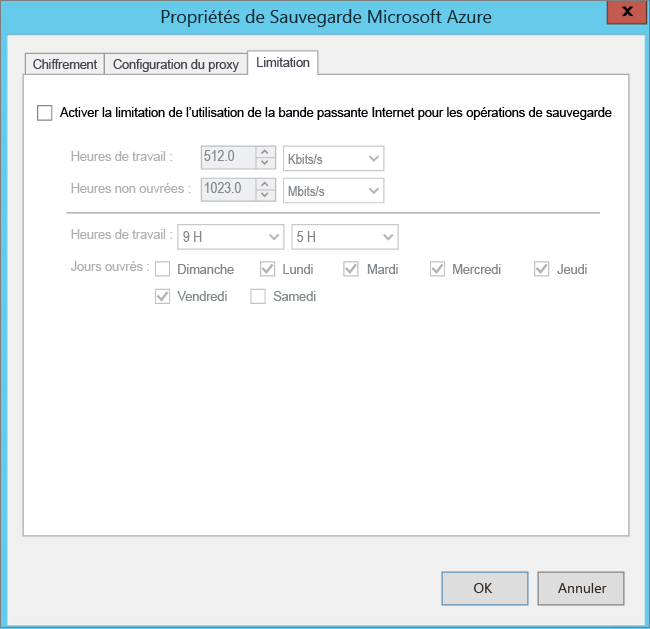 Propriétés de Sauvegarde Microsoft Azure
Chiffrement Configuration du proxy Limitation
Activer la limitation de l’utilisation de la bande passante Internet pour les opérations de sauvegarde
Heures de travail : 512.0 Kbits/s
Heures non ouvrées : 1023.0 Mbits/s
Heures de travail : 9 H 5 H
Jours ouvrés : Dimanche Lundi Mardi Mercredi Jeudi
Vendredi Samedi
OK Annuler